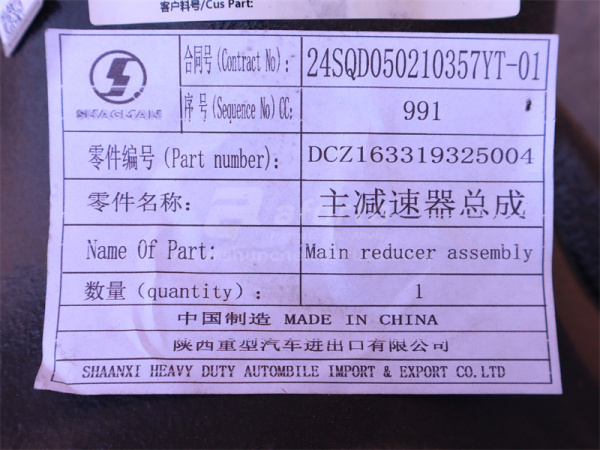 客户料号/Cus Part:
SHACMAN
合同号(Contract No): 24SQD050210357YT-01
序号(Sequence No)CC: 991
零件编号(Part number): DCZ163319325004
零件名称: 主减速器总成
Name Of Part: Main reducer assembly
数量(quantity): 1
中国制造 MADE IN CHINA
陕西重型汽车进出口有限公司
SHAANXI HEAVY DUTY AUTOMBILE IMPORT & EXPORT CO.LTD